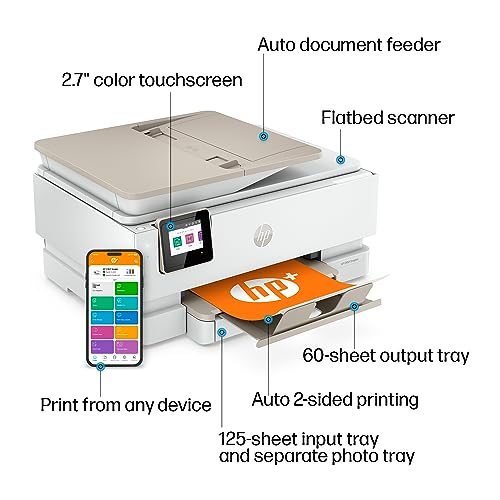 Auto document feeder
2.7" color touchscreen
Flatbed scanner
hp
hp+
60-sheet output tray
Print from any device
Auto 2-sided printing
125-sheet input tray
and separate photo tray